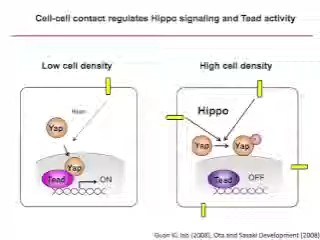 Cell-cell contact regulates Hippo signaling and Tead activity
Low cell density
High cell density
Hippo
Yap
Yap
Tead
ON
Hippo
Yap
Yap
Tead
OFF
Guan KL lab (2008), Ota and Sasaki Development (2008)